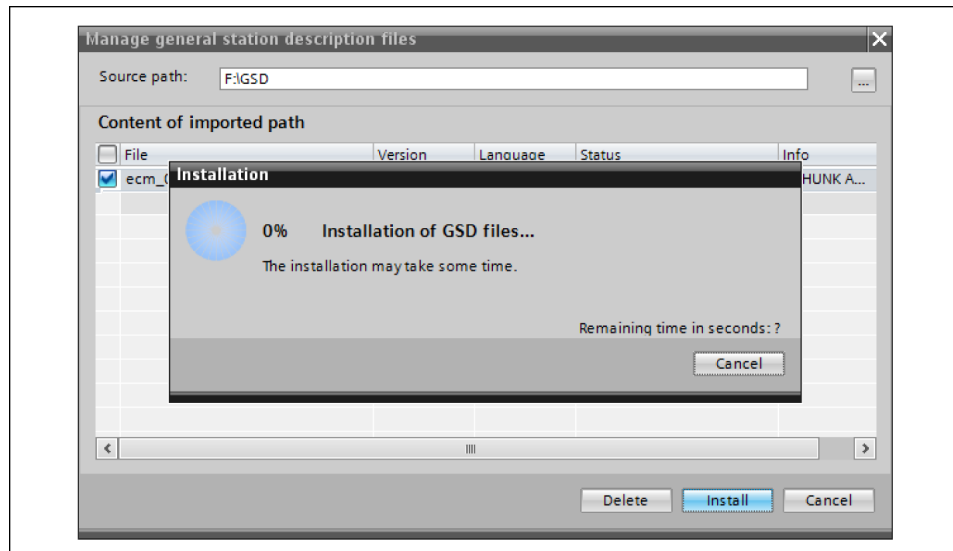 Manage general station description files
Source path: F:\GSD ...
Content of imported path
File Version Language Status Info
HUNK A...
Installation
0% Installation of GSD files...
The installation may take some time.
Remaining time in seconds: ?
Cancel
Delete Install Cancel